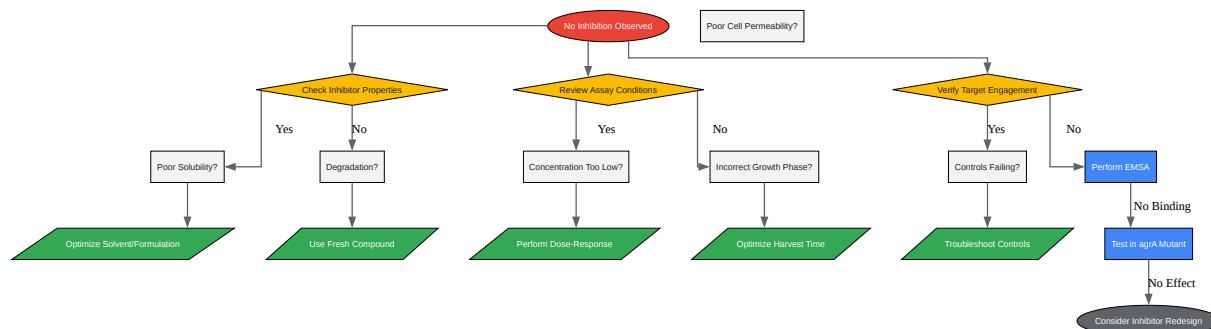 No Inhibition Observed
Poor Cell Permeability?
Check Inhibitor Properties
Review Assay Conditions
Verify Target Engagement
Yes
No
Yes
No
Yes
No
Poor Solubility?
Degradation?
Concentration Too Low?
Incorrect Growth Phase?
Controls Failing?
Perform EMSA
No Binding
Optimize Solvent/Formulation
Use Fresh Compound
Perform Dose-Response
Optimize Harvest Time
Troubleshoot Controls
Test in agrA Mutant
No Effect
Consider Inhibitor Redesign